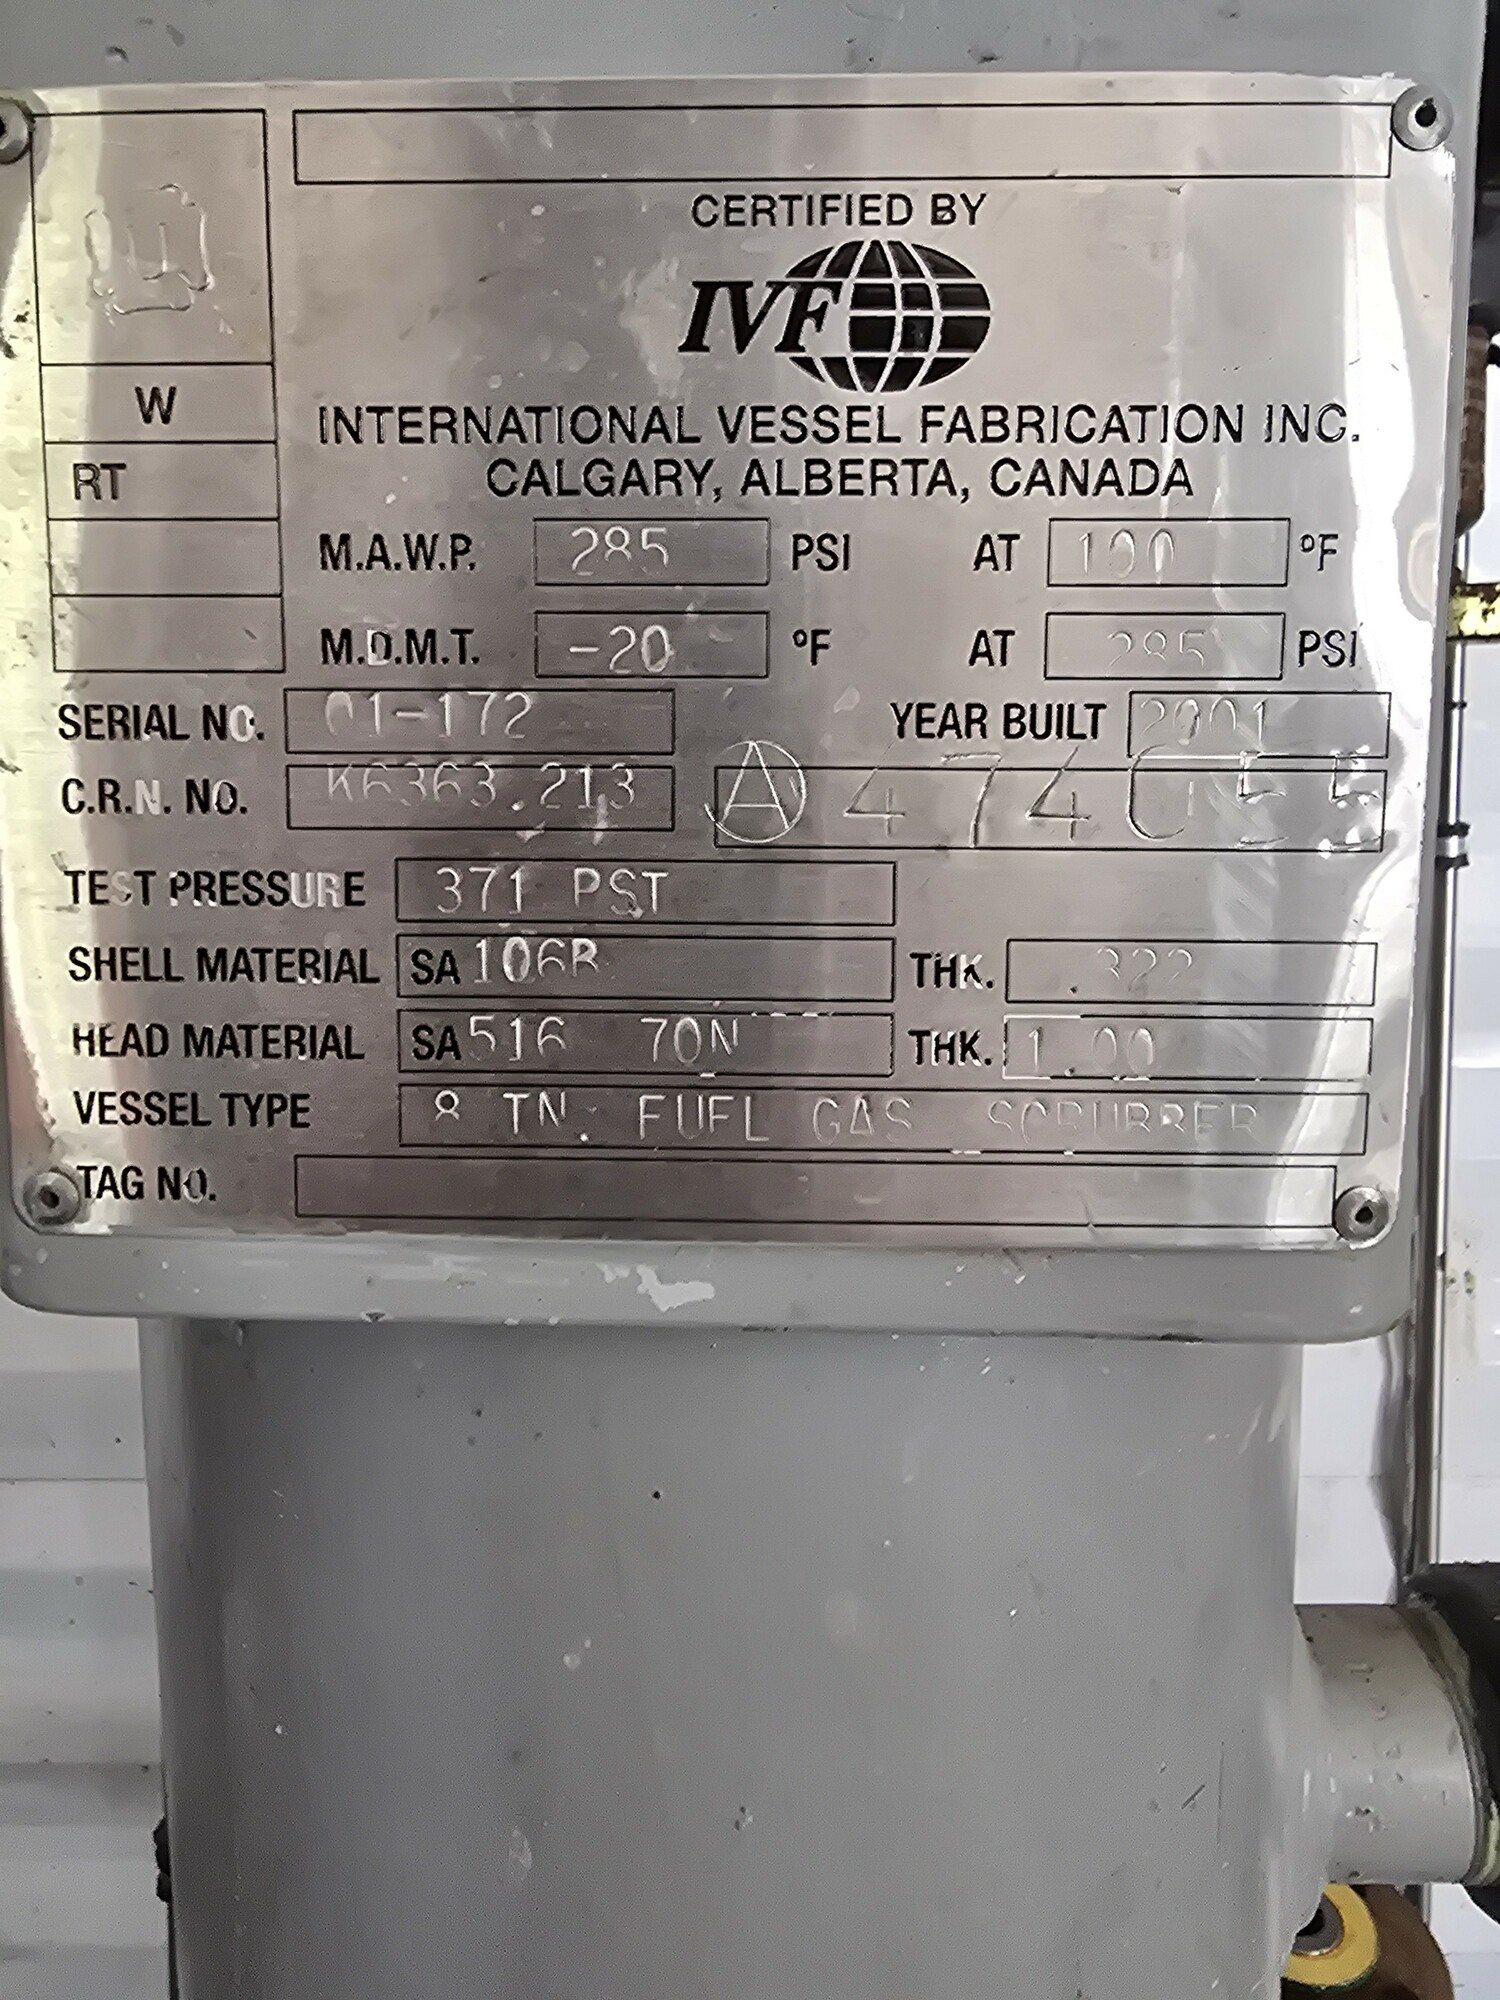 CERTIFIED BY
IVF
W
INTERNATIONAL VESSEL FABRICATION INC.
RT
CALGARY, ALBERTA, CANADA
M.A.W.P. 285 PSI AT 100 °F
M.D.M.T. -20 °F AT 285 PSI
SERIAL NO. 01-172 YEAR BUILT 2001
C.R.N. NO. K6363.213 A 474055
TEST PRESSURE 371 PSI
SHELL MATERIAL SA 106B THK. .322
HEAD MATERIAL SA 516 70N THK. 1.00
VESSEL TYPE 8 IN. FUEL GAS SCRUBBER
TAG NO.